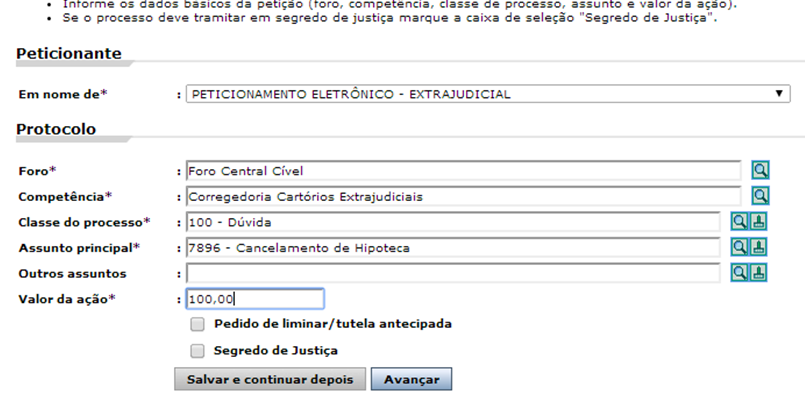 Informe os dados básicos da petição (foro, competência, classe de processo, assunto e valor da ação).
Se o processo deve tramitar em segredo de justiça marque a caixa de seleção "Segredo de Justiça".
Peticionante
Em nome de* : PETICIONAMENTO ELETRÔNICO - EXTRAJUDICIAL
Protocolo
Foro* : Foro Central Cível
Competência* : Corregedoria Cartórios Extrajudiciais
Classe do processo* : 100 - Dúvida
Assunto principal* : 7896 - Cancelamento de Hipoteca
Outros assuntos :
Valor da ação* : 100,00
Pedido de liminar/tutela antecipada
Segredo de Justiça
Salvar e continuar depois Avançar